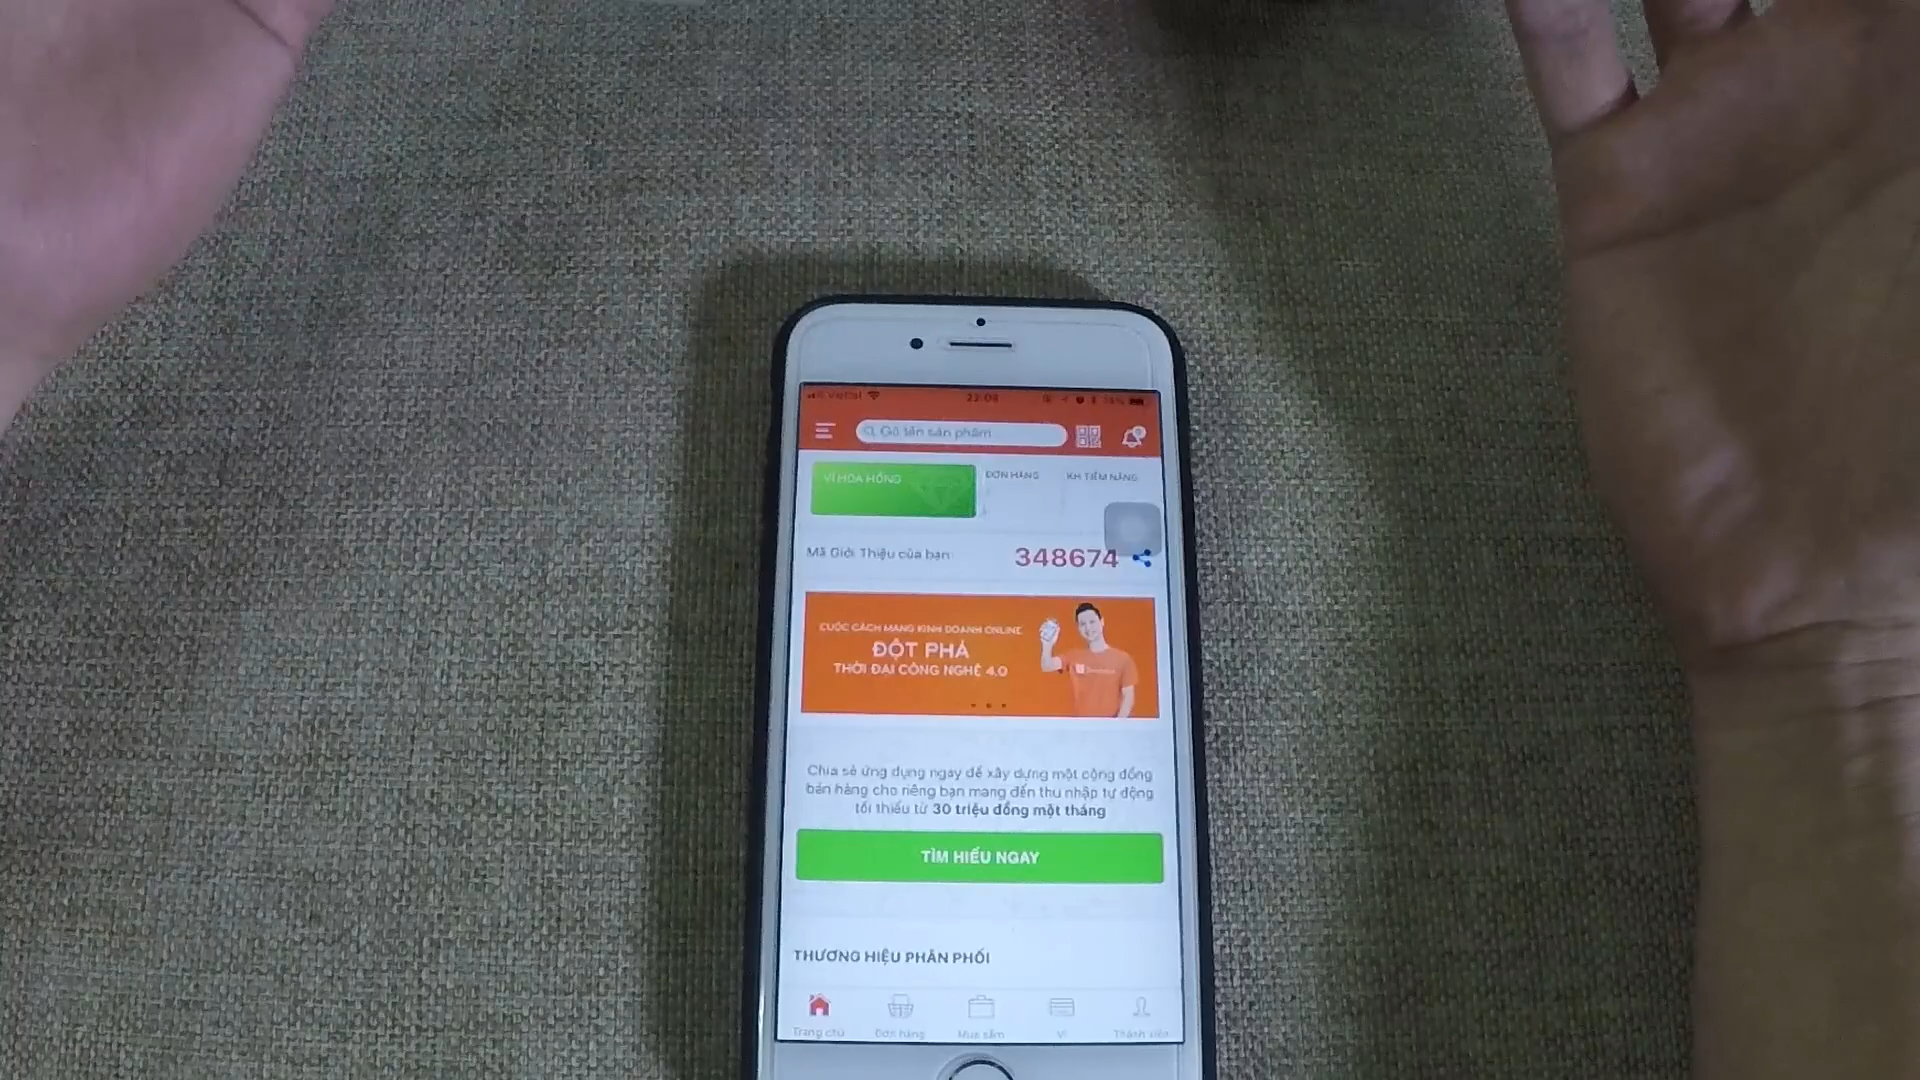 Viettel
22:08
Gõ tên sản phẩm
VÍ HOA HỒNG
ĐƠN HÀNG
KH TIỀM NĂNG
Mã Giới Thiệu của bạn
348674
CUỘC CÁCH MẠNG KINH DOANH ONLINE
ĐỘT PHÁ
THỜI ĐẠI CÔNG NGHỆ 4.0
Chia sẻ ứng dụng ngay để xây dựng một cộng đồng
bán hàng cho riêng bạn mang đến thu nhập tự động
tối thiểu từ 30 triệu đồng một tháng
TÌM HIỂU NGAY
THƯƠNG HIỆU PHÂN PHỐI
Trang chủ
Đơn hàng
Mua sắm
Ví
Thành viên